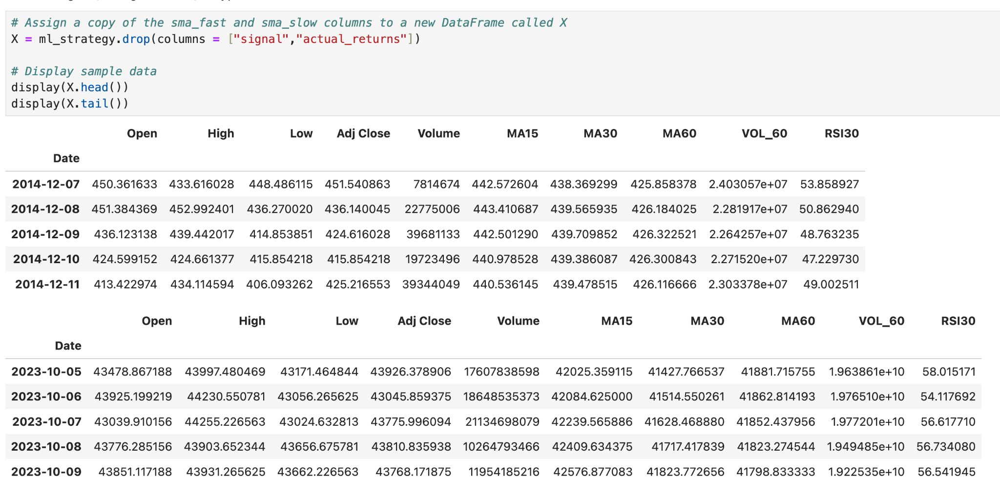 # Assign a copy of the sma_fast and sma_slow columns to a new DataFrame called X
X = ml_strategy.drop(columns = ["signal","actual_returns"])
# Display sample data
display(X.head())
display(X.tail())
Open High Low Adj Close Volume MA15 MA30 MA60 VOL_60 RSI30
Date
2014-12-07 450.361633 433.616028 448.486115 451.540863 7814674 442.572604 438.369299 425.858378 2.403057e+07 53.858927
2014-12-08 451.384369 452.992401 436.270020 436.140045 22775006 443.410687 439.565935 426.184025 2.281917e+07 50.862940
2014-12-09 436.123138 439.442017 414.853851 424.616028 39681133 442.501290 439.709852 426.322521 2.264257e+07 48.763235
2014-12-10 424.599152 424.661377 415.854218 415.854218 19723496 440.978528 439.386087 426.300843 2.271520e+07 47.229730
2014-12-11 413.422974 434.114594 406.093262 425.216553 39344049 440.536145 439.478515 426.116666 2.303378e+07 49.002511
Open High Low Adj Close Volume MA15 MA30 MA60 VOL_60 RSI30
Date
2023-10-05 43478.867188 43997.480469 43171.464844 43926.378906 17607838598 42025.359115 41427.766537 41881.715755 1.963861e+10 58.015171
2023-10-06 43925.199219 44230.550781 43056.265625 43045.859375 18648535373 42084.625000 41514.550261 41862.814193 1.976510e+10 54.117692
2023-10-07 43039.910156 44255.226563 43024.632813 43775.996094 21134698079 42239.565886 41628.468880 41852.437956 1.977201e+10 56.617710
2023-10-08 43776.285156 43903.652344 43656.675781 43810.835938 10264793466 42409.634375 41717.417839 41823.274544 1.949485e+10 56.734080
2023-10-09 43851.117188 43931.265625 43662.226563 43768.171875 11954185216 42576.877083 41823.772656 41798.833333 1.922535e+10 56.541945